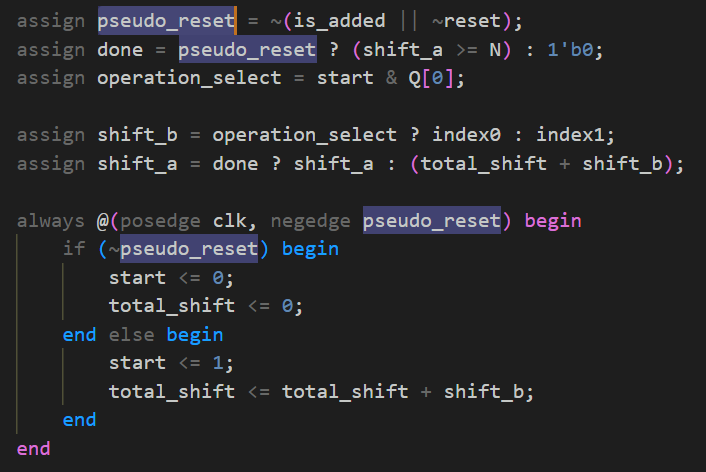 assign pseudo_reset = ~(is_added || ~reset);
assign done = pseudo_reset ? (shift_a >= N) : 1'b0;
assign operation_select = start & Q[0];
assign shift_b = operation_select ? index0 : index1;
assign shift_a = done ? shift_a : (total_shift + shift_b);
always @(posedge clk, negedge pseudo_reset) begin
if (~pseudo_reset) begin
start <= 0;
total_shift <= 0;
end else begin
start <= 1;
total_shift <= total_shift + shift_b;
end
end